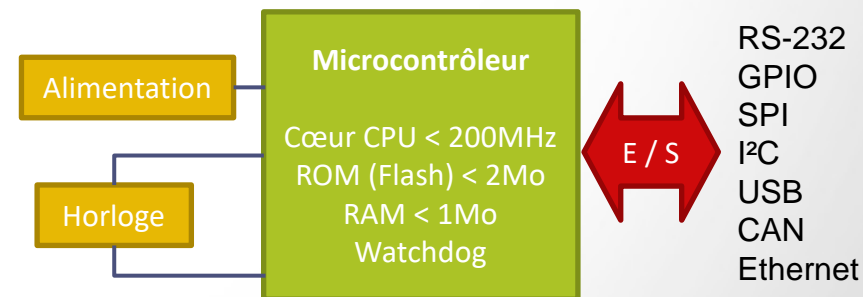 Alimentation
Horloge
Microcontrôleur
Cœur CPU < 200MHz
ROM (Flash) < 2Mo
RAM < 1Mo
Watchdog
E / S
RS-232
GPIO
SPI
I²C
USB
CAN
Ethernet